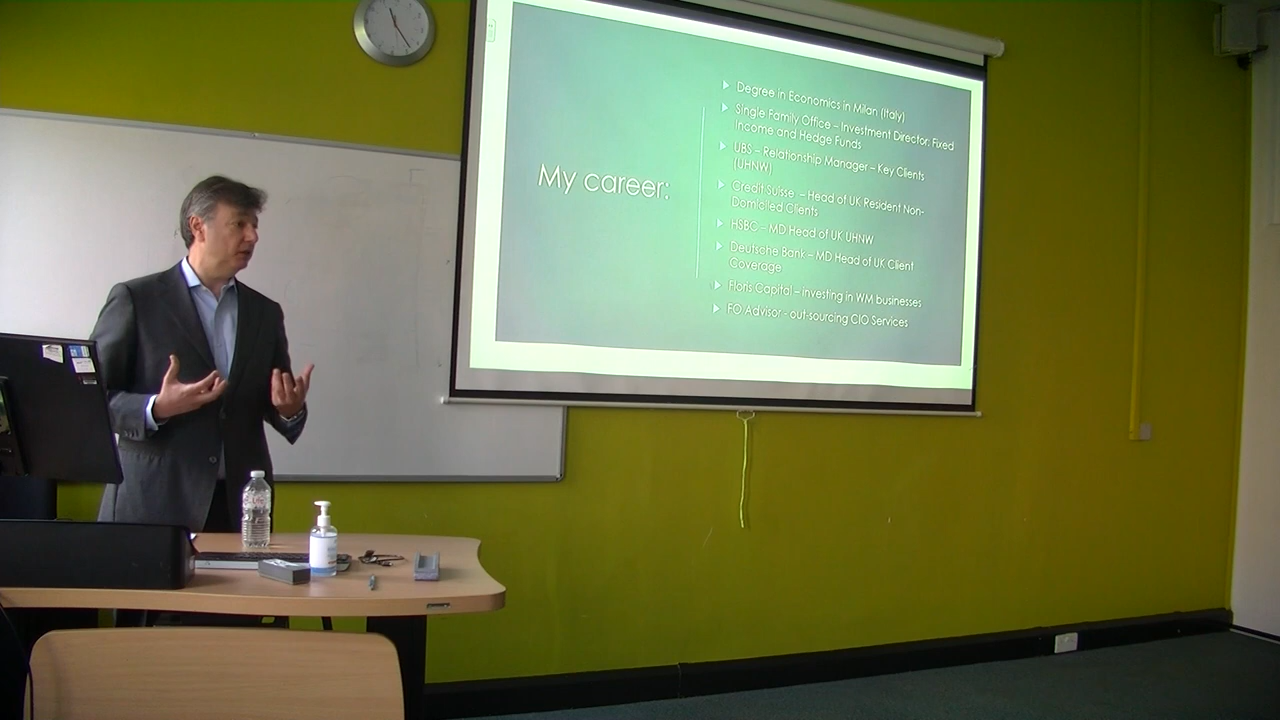 My career:
Degree in Economics in Milan (Italy)
Single Family Office – Investment Director: Fixed
Income and Hedge Funds
UBS – Relationship Manager – Key Clients
(UHNW)
Credit Suisse – Head of UK Resident Non-
Domiciled Clients
HSBC – MD Head of UK UHNW
Deutsche Bank – MD Head of UK Client
Coverage
Floris Capital – investing in WM businesses
FO Advisor - out-sourcing CIO Services